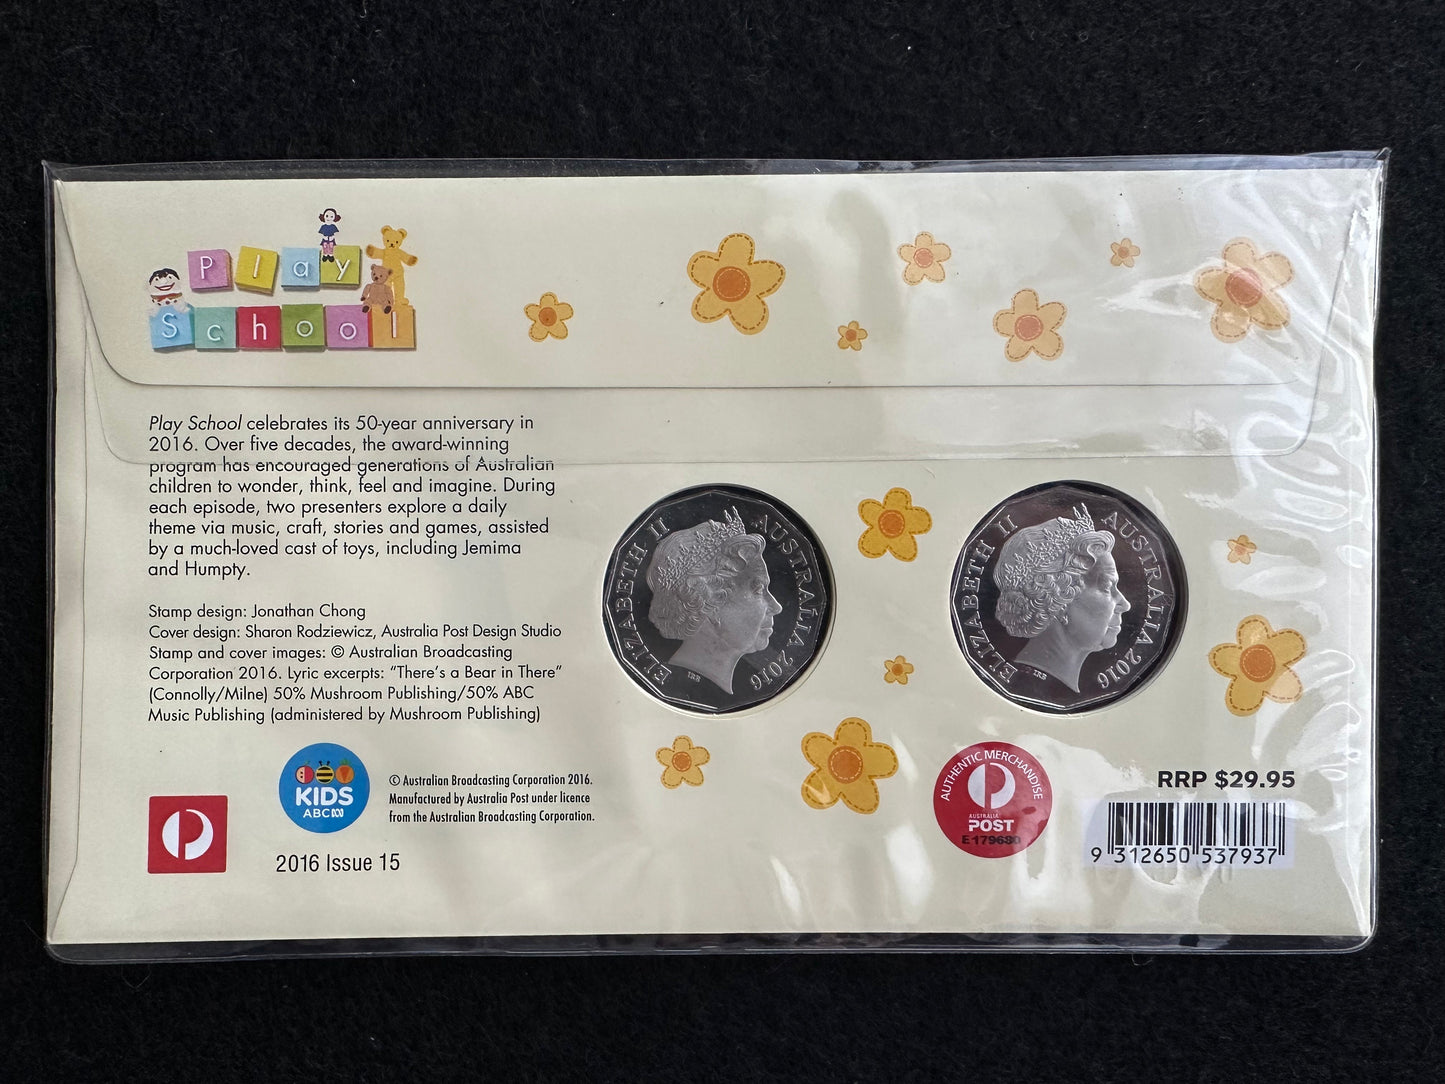 Play
School
Play School celebrates its 50-year anniversary in
2016. Over five decades, the award-winning
program has encouraged generations of Australian
children to wonder, think, feel and imagine. During
each episode, two presenters explore a daily
theme via music, craft, stories and games, assisted
by a much-loved cast of toys, including Jemima
and Humpty.
Stamp design: Jonathan Chong
Cover design: Sharon Rodziewicz, Australia Post Design Studio
Stamp and cover images: © Australian Broadcasting
Corporation 2016. Lyric excerpts: “There’s a Bear in There”
(Connolly/Milne) 50% Mushroom Publishing/50% ABC
Music Publishing (administered by Mushroom Publishing)
KIDS
ABC
© Australian Broadcasting Corporation 2016.
Manufactured by Australia Post under licence
from the Australian Broadcasting Corporation.
2016 Issue 15
ELIZABETH II AUSTRALIA 2016
IRB
ELIZABETH II AUSTRALIA 2016
IRB
AUTHENTIC MERCHANDISE
AUSTRALIA
POST
E179680
RRP $29.95
9 312650 537937